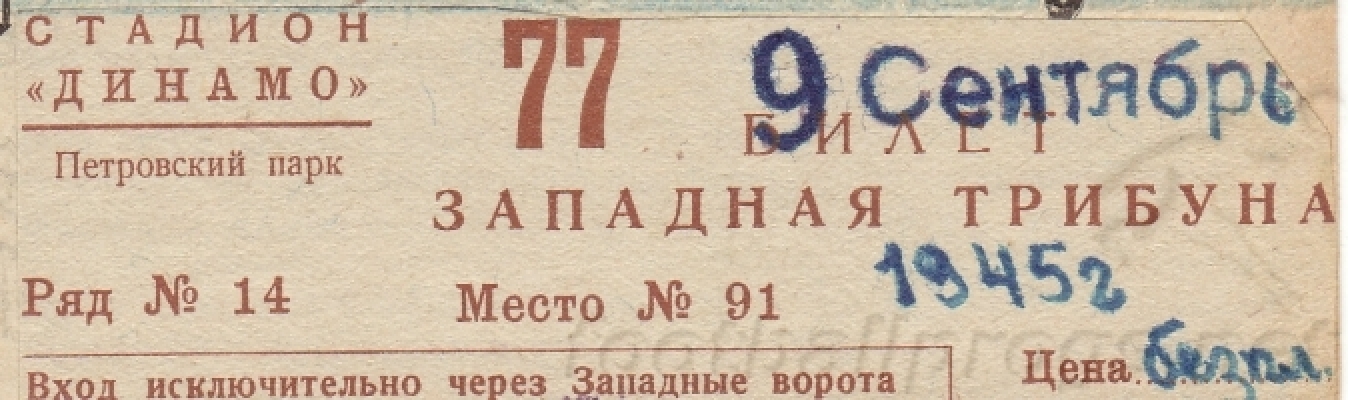 СТАДИОН
«ДИНАМО»
Петровский парк
77
9 Сентябрь
БИЛЕТ
ЗАПАДНАЯ ТРИБУНА
1945г
Ряд № 14 Место № 91
Цена безпл.
Вход исключительно через Западные ворота